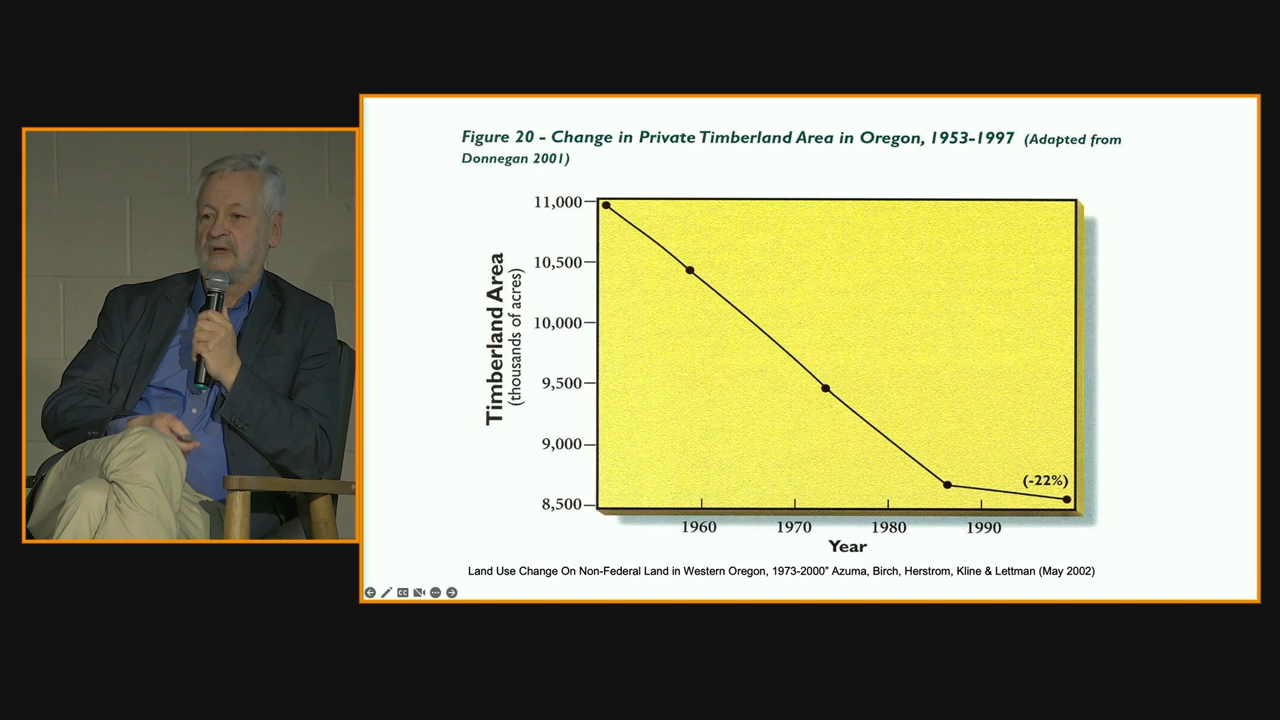 Figure 20 - Change in Private Timberland Area in Oregon, 1953-1997 (Adapted from
Donnegan 2001)
Timberland Area
(thousands of acres)
11,000
10,500
10,000
9,500
9,000
8,500
(-22%)
1960 1970 1980 1990
Year
Land Use Change On Non-Federal Land in Western Oregon, 1973-2000" Azuma, Birch, Herstrom, Kline & Lettman (May 2002)
CC